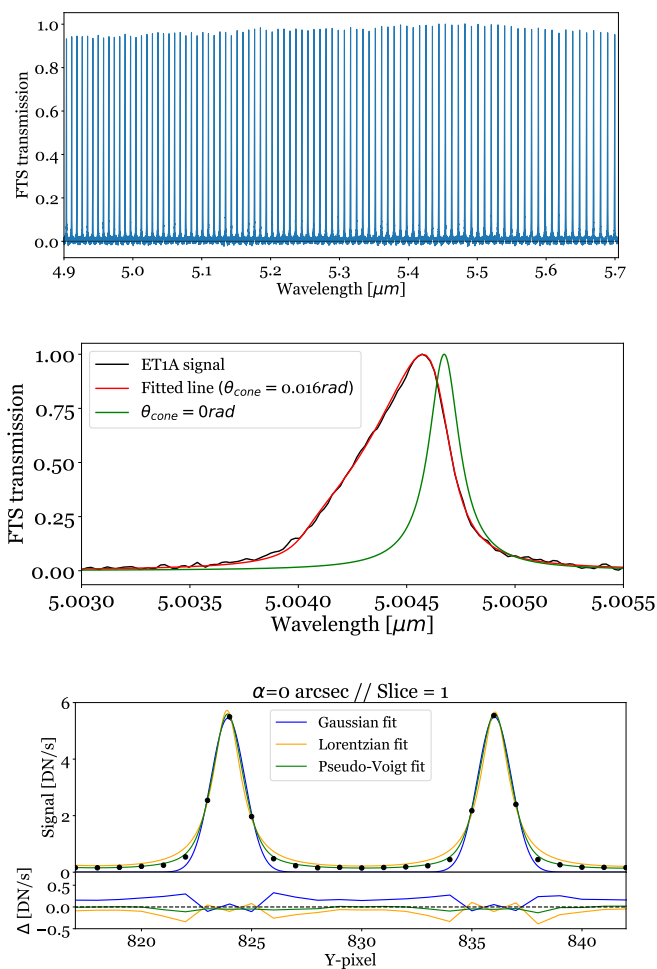 1.0
0.8
0.6
0.4
0.2
0.0
FTS transmission
4.9 5.0 5.1 5.2 5.3 5.4 5.5 5.6 5.7
Wavelength [μm]
1.00
0.75
0.50
0.25
0.00
FTS transmission
ET1A signal
Fitted line (θcone = 0.016rad)
θcone = 0rad
5.0030 5.0035 5.0040 5.0045 5.0050 5.0055
Wavelength [μm]
α=0 arcsec // Slice = 1
6
4
2
0
Signal [DN/s]
Gaussian fit
Lorentzian fit
Pseudo-Voigt fit
0.5
0.0
−0.5
Δ [DN/s]
820 825 830 835 840
Y-pixel